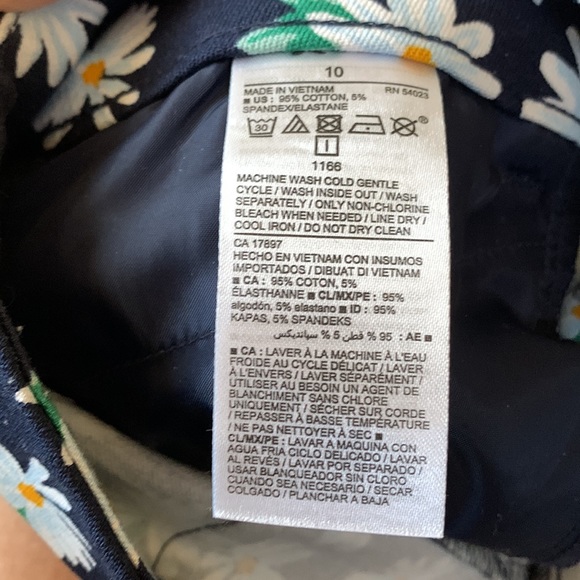 10
MADE IN VIETNAM RN 54023
■ US: 95% COTTON, 5%
SPANDEX/ELASTANE
30 ®
1166
MACHINE WASH COLD GENTLE
CYCLE / WASH INSIDE OUT / WASH
SEPARATELY / ONLY NON-CHLORINE
BLEACH WHEN NEEDED / LINE DRY /
COOL IRON / DO NOT DRY CLEAN
CA 17897
HECHO EN VIETNAM CON INSUMOS
IMPORTADOS / DIBUAT DI VIETNAM
■ CA : 95% COTON, 5%
ÉLASTHANNE ■ CL/MX/PE : 95%
algodón, 5% elastano ■ ID : 95%
KAPAS, 5% SPANDEKS
AE : 95 % قطن 5 % سباندیكس
■ CA : LAVER À LA MACHINE À L'EAU
FROIDE AU CYCLE DÉLICAT / LAVER
À L'ENVERS / LAVER SÉPARÉMENT /
UTILISER AU BESOIN UN AGENT DE
BLANCHIMENT SANS CHLORE
UNIQUEMENT / SÉCHER SUR CORDE
/ REPASSER À BASSE TEMPÉRATURE
/ NE PAS NETTOYER À SEC ■
CL/MX/PE: LAVAR A MAQUINA CON
AGUA FRIA CICLO DELICADO / LAVAR
AL REVÉS / LAVAR POR SEPARADO /
USAR BLANQUEADOR SIN CLORO
CUANDO SEA NECESARIO / SECAR
COLGADO / PLANCHAR A BAJA